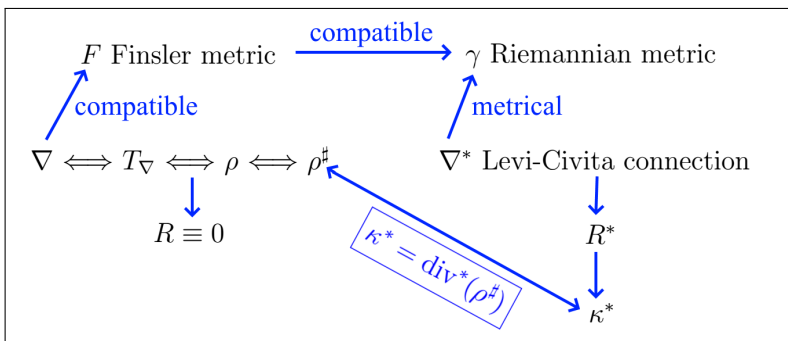 F Finsler metric compatible γ Riemannian metric
compatible metrical
∇ ⟺ T_∇ ⟺ ρ ⟺ ρ^♯ ∇* Levi-Civita connection
R ≡ 0 R*
κ* = div*(ρ^♯)
κ*